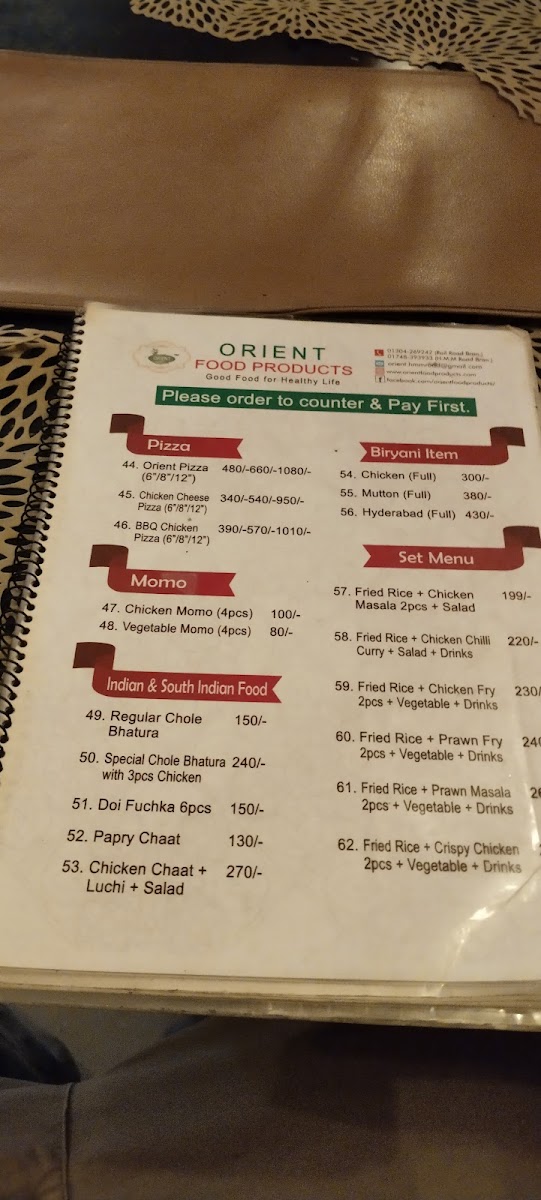 ORIENT
FOOD PRODUCTS
Good Food for Healthy Life
www.orientfoodproducts.com
facebook.com/orientfoodproducts/
Please order to counter & Pay First.
Pizza
44. Orient Pizza 480/-660/-1080/-
(6"/8"/12")
45. Chicken Cheese 340/-540/-950/-
Pizza (6"/8"/12")
46. BBQ Chicken 390/-570/-1010/-
Pizza (6"/8"/12")
Momo
47. Chicken Momo (4pcs) 100/-
48. Vegetable Momo (4pcs) 80/-
Indian & South Indian Food
49. Regular Chole 150/-
Bhatura
50. Special Chole Bhatura 240/-
with 3pcs Chicken
51. Doi Fuchka 6pcs 150/-
52. Papry Chaat 130/-
53. Chicken Chaat + 270/-
Luchi + Salad
Biryani Item
54. Chicken (Full) 300/-
55. Mutton (Full) 380/-
56. Hyderabad (Full) 430/-
Set Menu
57. Fried Rice + Chicken 199/-
Masala 2pcs + Salad
58. Fried Rice + Chicken Chilli 220/-
Curry + Salad + Drinks
59. Fried Rice + Chicken Fry 230/
2pcs + Vegetable + Drinks
60. Fried Rice + Prawn Fry
2pcs + Vegetable + Drinks
61. Fried Rice + Prawn Masala
2pcs + Vegetable + Drinks
62. Fried Rice + Crispy Chicken
2pcs + Vegetable + Drinks